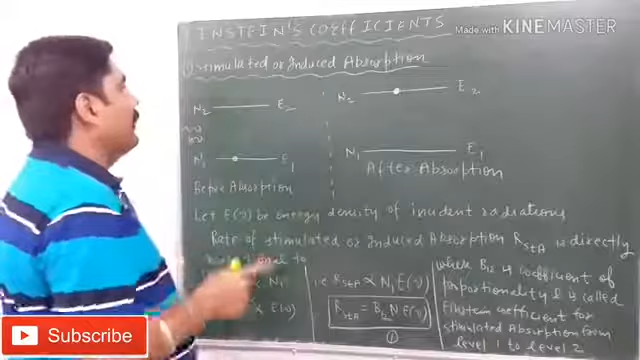 INSTEIN'S COEFFICIENTS
Made with KINEMASTER
① Stimulated or Induced Absorption
N2 E2
N2 E2
N1 E1
N1 E1
Before Absorption
After Absorption
Let E(ν) be energy density of incident radiations
Rate of stimulated or Induced Absorption RstA is directly
to
N1
∝ E(ν)
i.e RstA ∝ N1 E(ν)
RstA = B12 N E(ν)
①
where B12 is coefficient of
proportionality & is called
Einstein coefficient for
stimulated Absorption from
level 1 to level 2
Subscribe